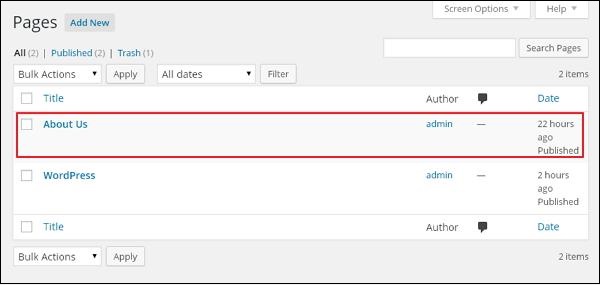 Screen Options Help
Pages Add New
All (2) | Published (2) | Trash (1)
Search Pages
Bulk Actions Apply All dates Filter 2 items
Title Author Date
About Us admin — 22 hours
ago
Published
WordPress admin — 2 hours
ago
Published
Title Author Date
Bulk Actions Apply 2 items